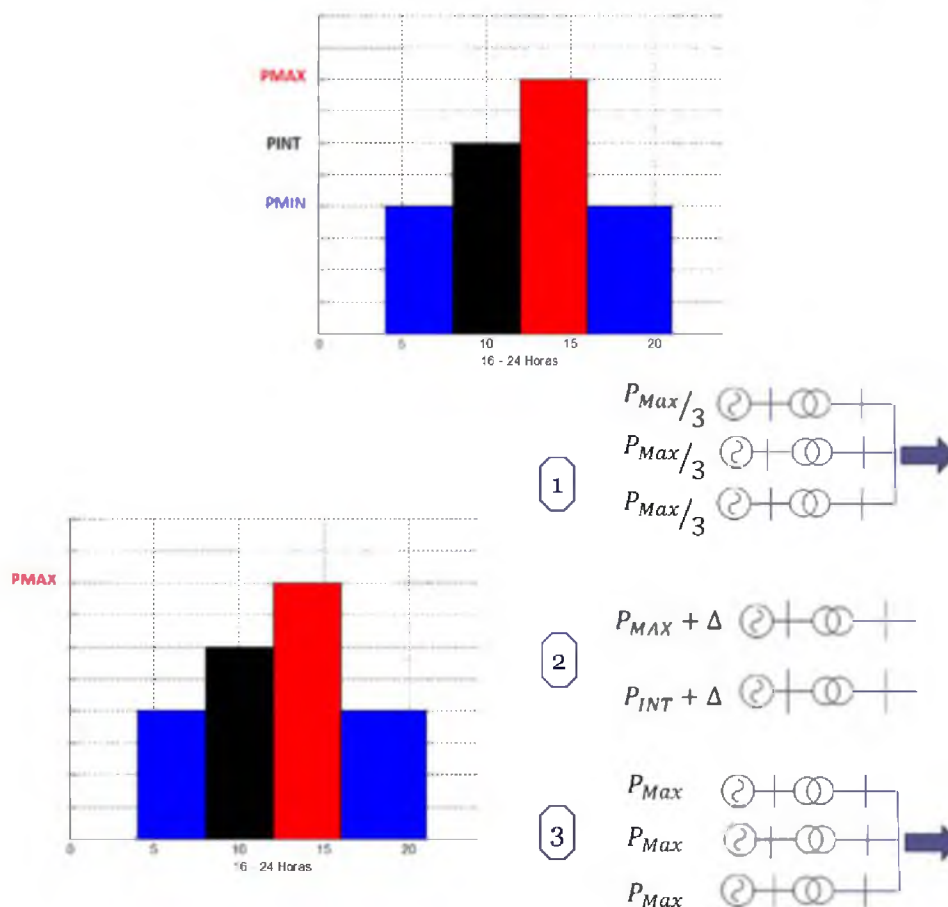 PMAX
PINT
PMIN
0 5 10 15 20
16 - 24 Horas
P_Max/3
P_Max/3
P_Max/3
1
PMAX
P_MAX + Δ
P_INT + Δ
2
0 5 10 15 20
16 - 24 Horas
P_Max
P_Max
P_Max
3